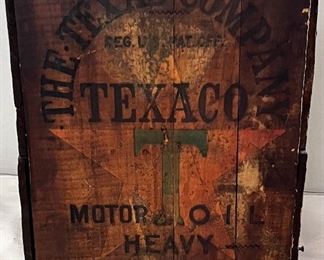 THE·TEXAS COMPANY
REG. U.S. PAT. OFF.
TEXACO
T
MOTOR OIL
HEAVY